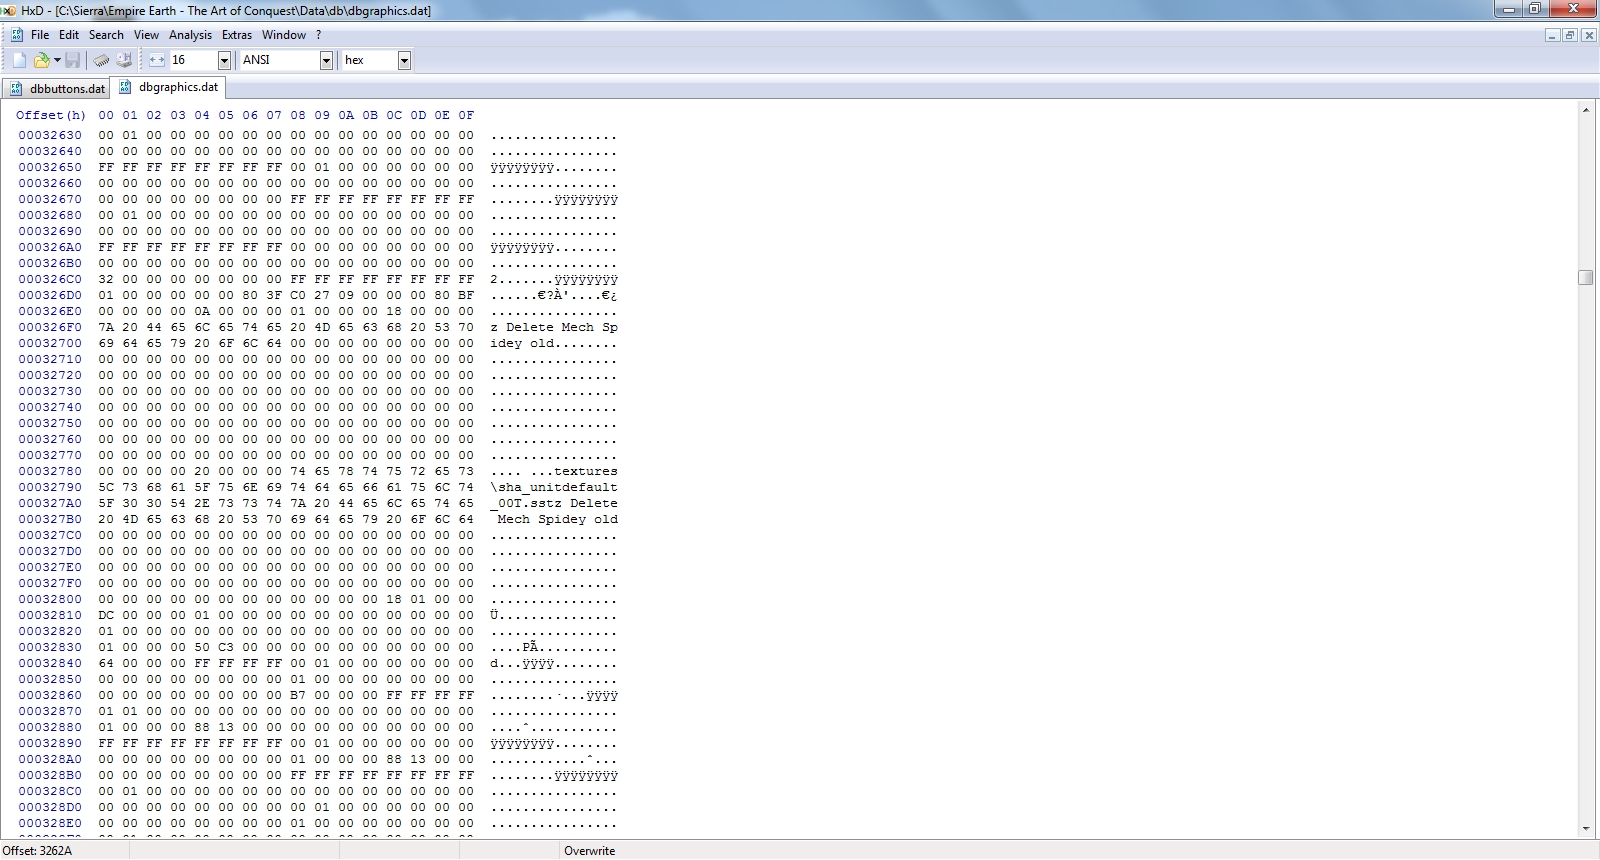 HxD - [C:\Sierra\Empire Earth - The Art of Conquest\Data\db\dbgraphics.dat]
File Edit Search View Analysis Extras Window ?
16 ANSI hex
dbbuttons.dat dbgraphics.dat
Offset(h) 00 01 02 03 04 05 06 07 08 09 0A 0B 0C 0D 0E 0F
00032630 00 01 00 00 00 00 00 00 00 00 00 00 00 00 00 00 ................
00032640 00 00 00 00 00 00 00 00 00 00 00 00 00 00 00 00 ................
00032650 FF FF FF FF FF FF FF FF 00 01 00 00 00 00 00 00 ÿÿÿÿÿÿÿÿ........
00032660 00 00 00 00 00 00 00 00 00 00 00 00 00 00 00 00 ................
00032670 00 00 00 00 00 00 00 00 FF FF FF FF FF FF FF FF ........ÿÿÿÿÿÿÿÿ
00032680 00 01 00 00 00 00 00 00 00 00 00 00 00 00 00 00 ................
00032690 00 00 00 00 00 00 00 00 00 00 00 00 00 00 00 00 ................
000326A0 FF FF FF FF FF FF FF FF 00 00 00 00 00 00 00 00 ÿÿÿÿÿÿÿÿ........
000326B0 00 00 00 00 00 00 00 00 00 00 00 00 00 00 00 00 ................
000326C0 32 00 00 00 00 00 00 00 FF FF FF FF FF FF FF FF 2.......ÿÿÿÿÿÿÿÿ
000326D0 01 00 00 00 00 00 80 3F C0 27 09 00 00 00 80 BF ......€?À'....€¿
000326E0 00 00 00 00 0A 00 00 00 01 00 00 00 18 00 00 00 ................
000326F0 7A 20 44 65 6C 65 74 65 20 4D 65 63 68 20 53 70 z Delete Mech Sp
00032700 69 64 65 79 20 6F 6C 64 00 00 00 00 00 00 00 00 idey old........
00032710 00 00 00 00 00 00 00 00 00 00 00 00 00 00 00 00 ................
00032720 00 00 00 00 00 00 00 00 00 00 00 00 00 00 00 00 ................
00032730 00 00 00 00 00 00 00 00 00 00 00 00 00 00 00 00 ................
00032740 00 00 00 00 00 00 00 00 00 00 00 00 00 00 00 00 ................
00032750 00 00 00 00 00 00 00 00 00 00 00 00 00 00 00 00 ................
00032760 00 00 00 00 00 00 00 00 00 00 00 00 00 00 00 00 ................
00032770 00 00 00 00 00 00 00 00 00 00 00 00 00 00 00 00 ................
00032780 00 00 00 00 20 00 00 00 74 65 78 74 75 72 65 73 .... ...textures
00032790 5C 73 68 61 5F 75 6E 69 74 64 65 66 61 75 6C 74 \sha_unitdefault
000327A0 5F 30 30 54 2E 73 73 74 7A 20 44 65 6C 65 74 65 _00T.sstz Delete
000327B0 20 4D 65 63 68 20 53 70 69 64 65 79 20 6F 6C 64  Mech Spidey old
000327C0 00 00 00 00 00 00 00 00 00 00 00 00 00 00 00 00 ................
000327D0 00 00 00 00 00 00 00 00 00 00 00 00 00 00 00 00 ................
000327E0 00 00 00 00 00 00 00 00 00 00 00 00 00 00 00 00 ................
000327F0 00 00 00 00 00 00 00 00 00 00 00 00 00 00 00 00 ................
00032800 00 00 00 00 00 00 00 00 00 00 00 00 18 01 00 00 ................
00032810 DC 00 00 00 01 00 00 00 00 00 00 00 00 00 00 00 Ü...............
00032820 01 00 00 00 00 00 00 00 00 00 00 00 00 00 00 00 ................
00032830 01 00 00 00 50 C3 00 00 00 00 00 00 00 00 00 00 ....PÃ..........
00032840 64 00 00 00 FF FF FF FF 00 01 00 00 00 00 00 00 d...ÿÿÿÿ........
00032850 00 00 00 00 00 00 00 00 01 00 00 00 00 00 00 00 ................
00032860 00 00 00 00 00 00 00 00 B7 00 00 00 FF FF FF FF ........·...ÿÿÿÿ
00032870 01 01 00 00 00 00 00 00 00 00 00 00 00 00 00 00 ................
00032880 01 00 00 00 88 13 00 00 00 00 00 00 00 00 00 00 ....ˆ...........
00032890 FF FF FF FF FF FF FF FF 00 01 00 00 00 00 00 00 ÿÿÿÿÿÿÿÿ........
000328A0 00 00 00 00 00 00 00 00 01 00 00 00 88 13 00 00 ............ˆ...
000328B0 00 00 00 00 00 00 00 00 FF FF FF FF FF FF FF FF ........ÿÿÿÿÿÿÿÿ
000328C0 00 01 00 00 00 00 00 00 00 00 00 00 00 00 00 00 ................
000328D0 00 00 00 00 00 00 00 00 00 01 00 00 00 00 00 00 ................
000328E0 00 00 00 00 00 00 00 00 01 00 00 00 00 00 00 00 ................
Offset: 3262A Overwrite